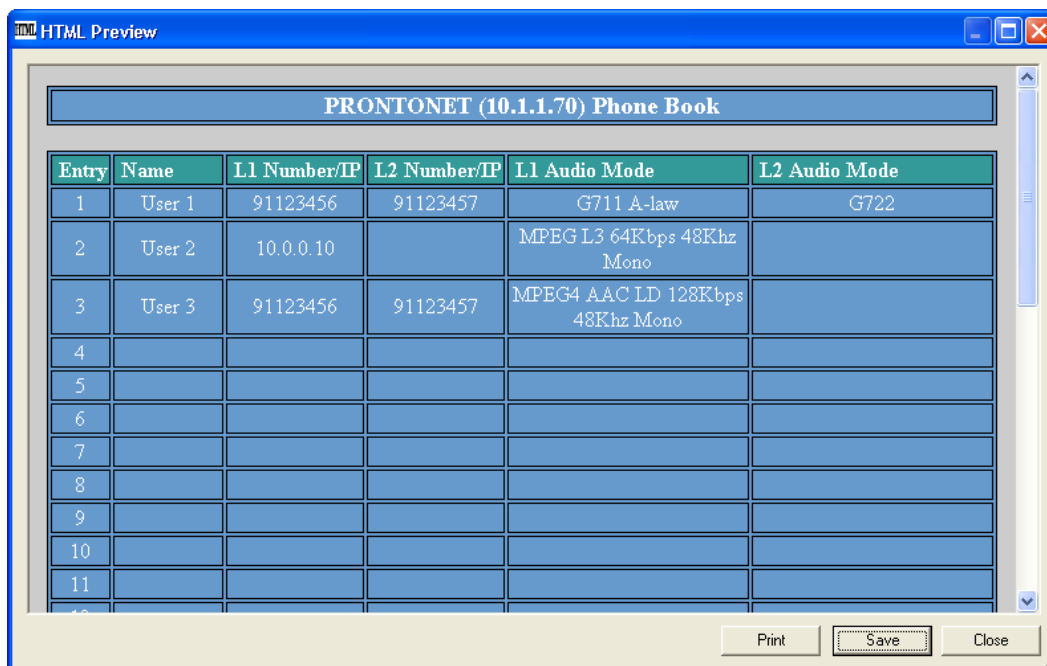 HTML HTML Preview
PRONTONET (10.1.1.70) Phone Book
Entry Name L1 Number/IP L2 Number/IP L1 Audio Mode L2 Audio Mode
1 User 1 91123456 91123457 G711 A-law G722
2 User 2 10.0.0.10 MPEG L3 64Kbps 48Khz
Mono
3 User 3 91123456 91123457 MPEG4 AAC LD 128Kbps
48Khz Mono
4
5
6
7
8
9
10
11
Print Save Close